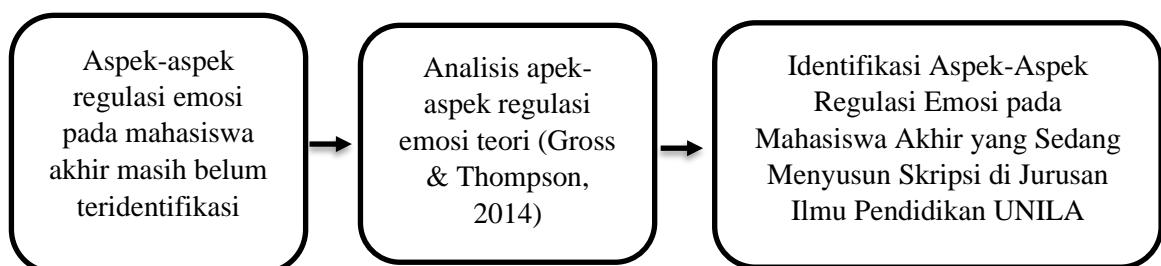 Aspek-aspek
regulasi emosi
pada mahasiswa
akhir masih belum
teridentifikasi
Analisis apek-
aspek regulasi
emosi teori (Gross
& Thompson,
2014)
Identifikasi Aspek-Aspek
Regulasi Emosi pada
Mahasiswa Akhir yang Sedang
Menyusun Skripsi di Jurusan
Ilmu Pendidikan UNILA